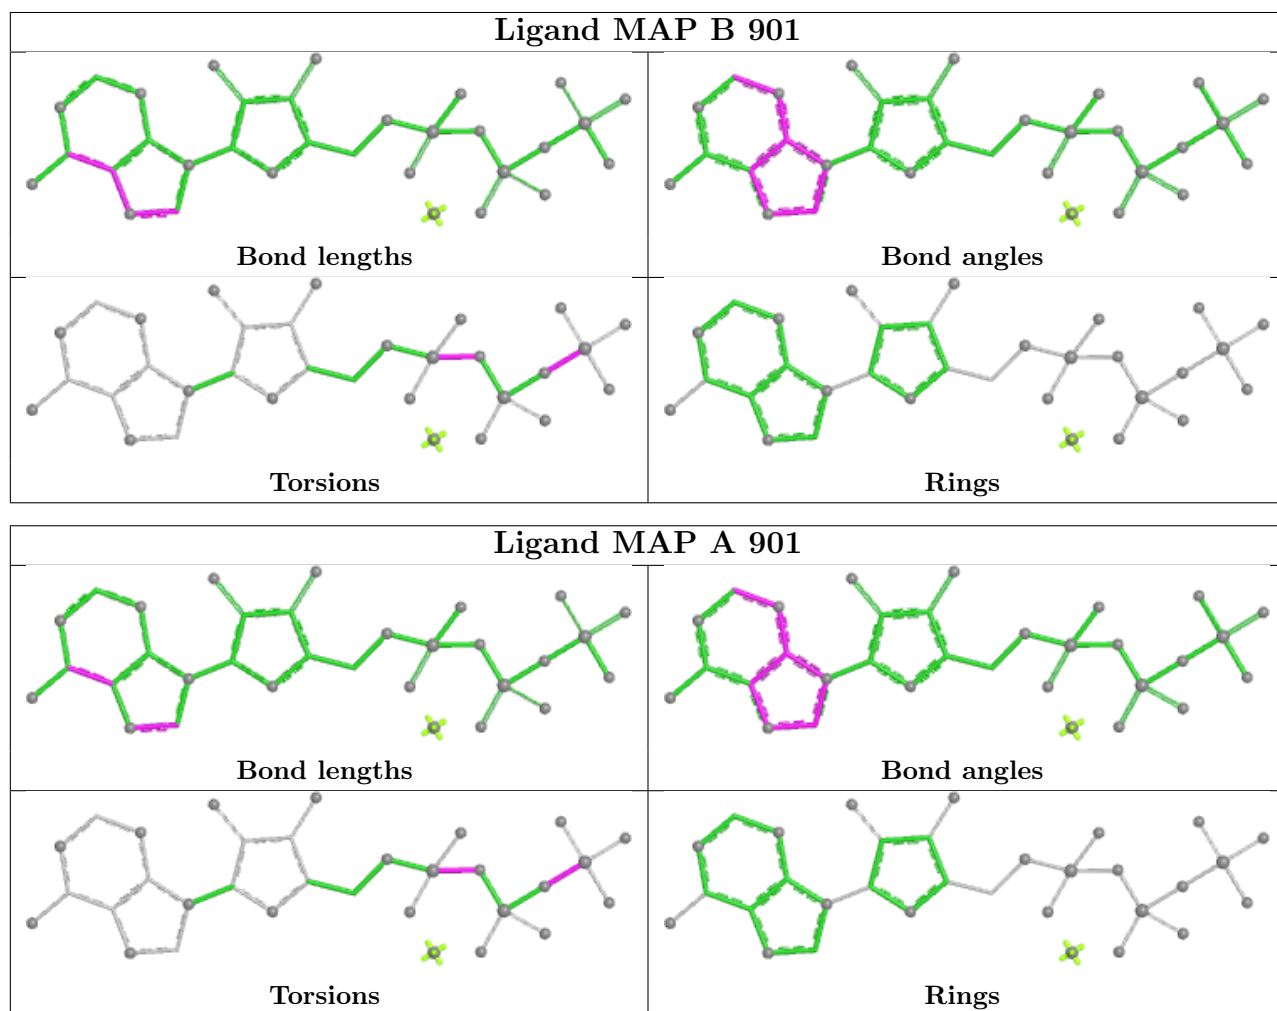 Ligand MAP B 901
Bond lengths
Bond angles
Torsions
Rings
Ligand MAP A 901
Bond lengths
Bond angles
Torsions
Rings